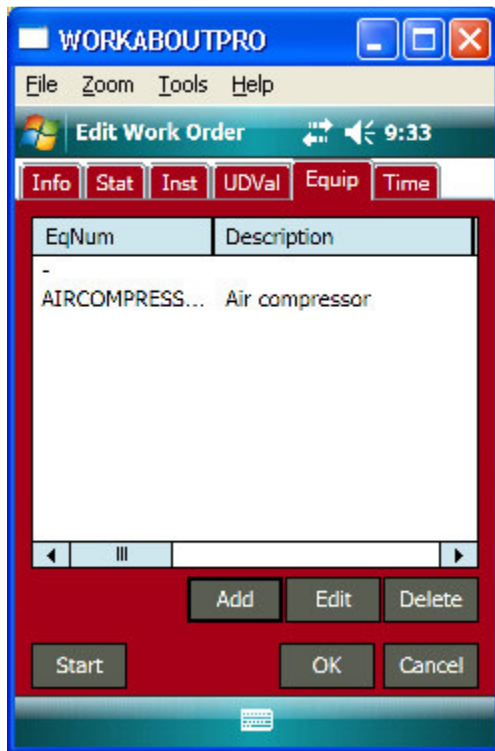 WORKABOUTPRO
File Zoom Tools Help
Edit Work Order 9:33
Info Stat Inst UDVal Equip Time
EqNum Description
-
AIRCOMPRESS... Air compressor
Add Edit Delete
Start OK Cancel